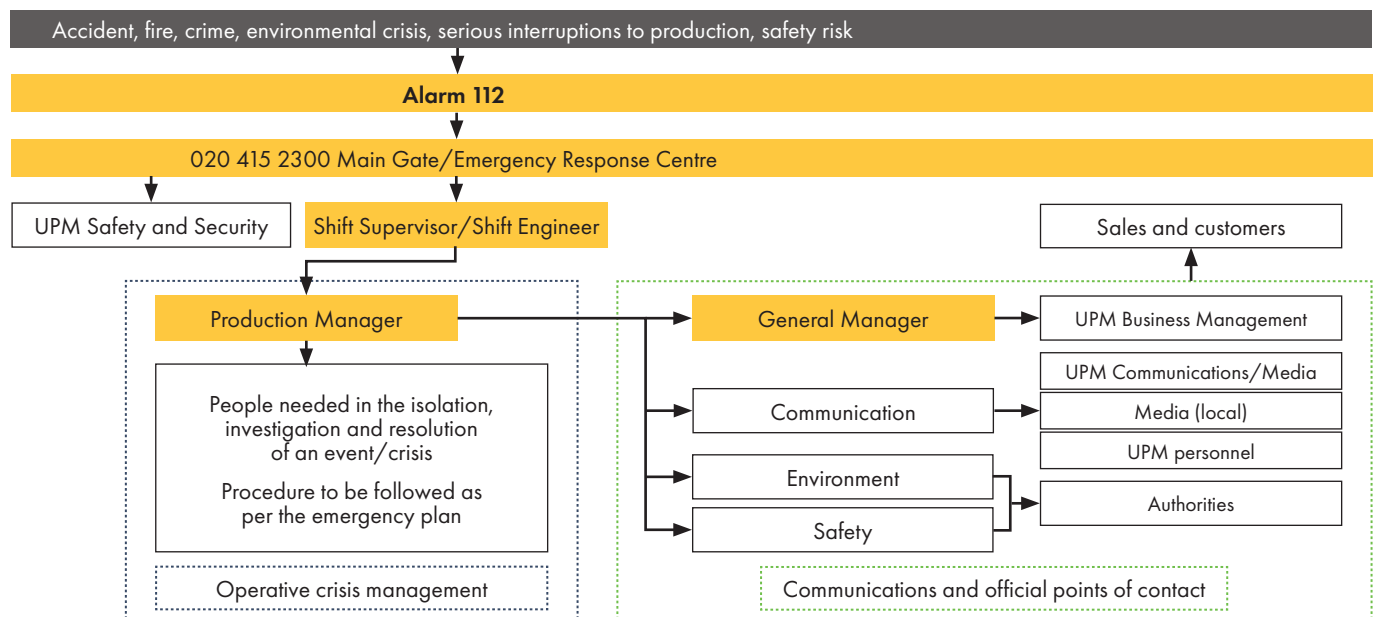 Accident, fire, crime, environmental crisis, serious interruptions to production, safety risk
Alarm 112
020 415 2300 Main Gate/Emergency Response Centre
UPM Safety and Security
Shift Supervisor/Shift Engineer
Sales and customers
Production Manager
General Manager
UPM Business Management
People needed in the isolation,
investigation and resolution
of an event/crisis
Procedure to be followed as
per the emergency plan
UPM Communications/Media
Communication
Media (local)
UPM personnel
Environment
Authorities
Safety
Operative crisis management
Communications and official points of contact